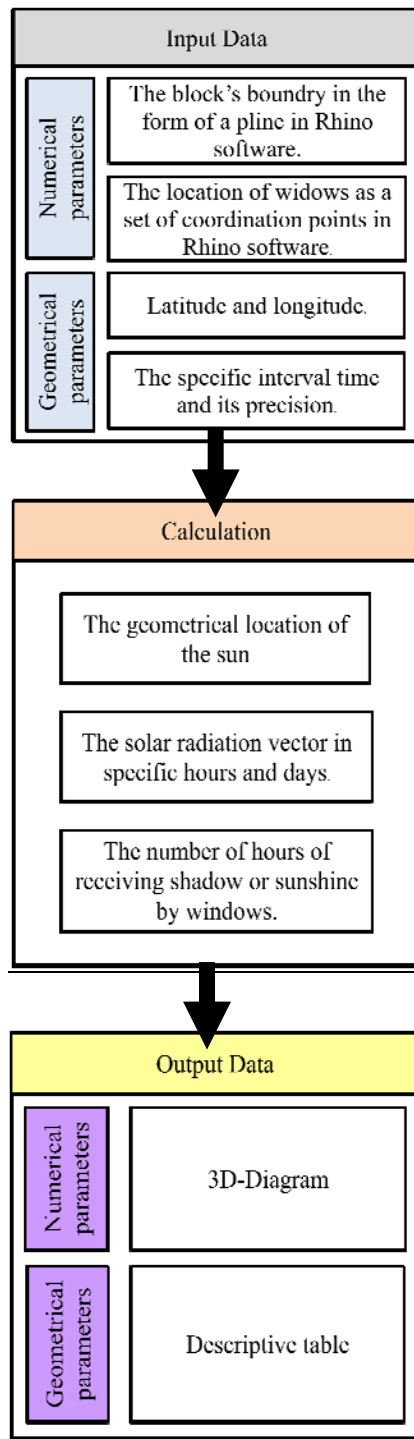 Input Data
Numerical
parameters
The block's boundry in the
form of a pline in Rhino
software.
The location of widows as a
set of coordination points in
Rhino software.
Geometrical
parameters
Latitude and longitude.
The specific interval time
and its precision.
Calculation
The geometrical location of
the sun
The solar radiation vector in
specific hours and days.
The number of hours of
receiving shadow or sunshine
by windows.
Output Data
Numerical
parameters
3D-Diagram
Geometrical
parameters
Descriptive table